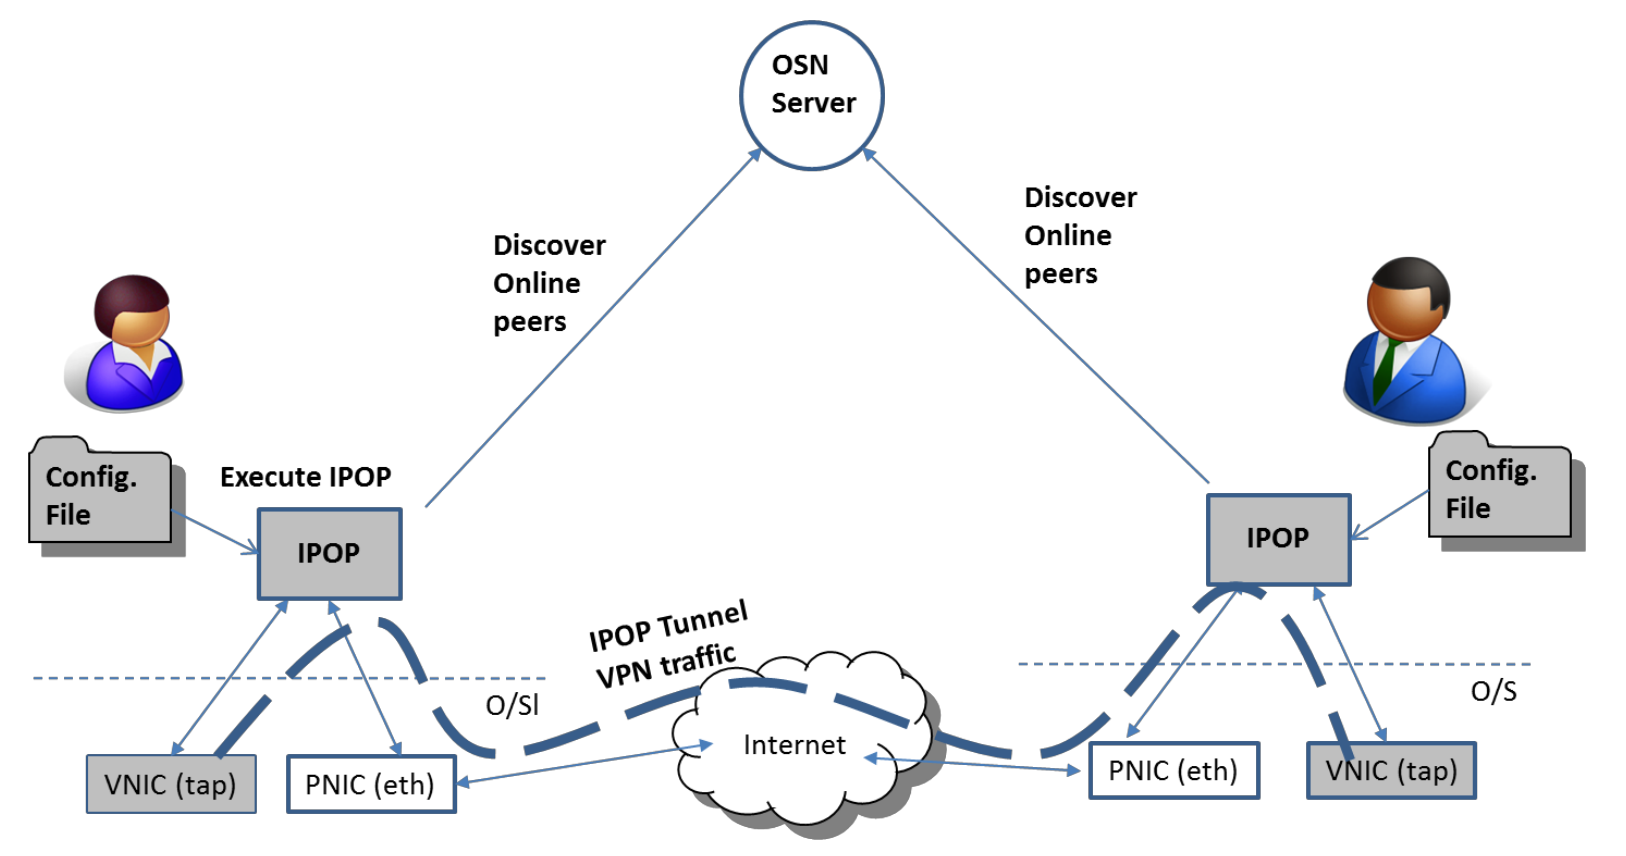 OSN
Server
Discover
Online
peers
Discover
Online
peers
Config.
File
Execute IPOP
IPOP
Config.
File
IPOP
IPOP Tunnel
VPN traffic
O/Sl
O/S
Internet
VNIC (tap)
PNIC (eth)
PNIC (eth)
VNIC (tap)